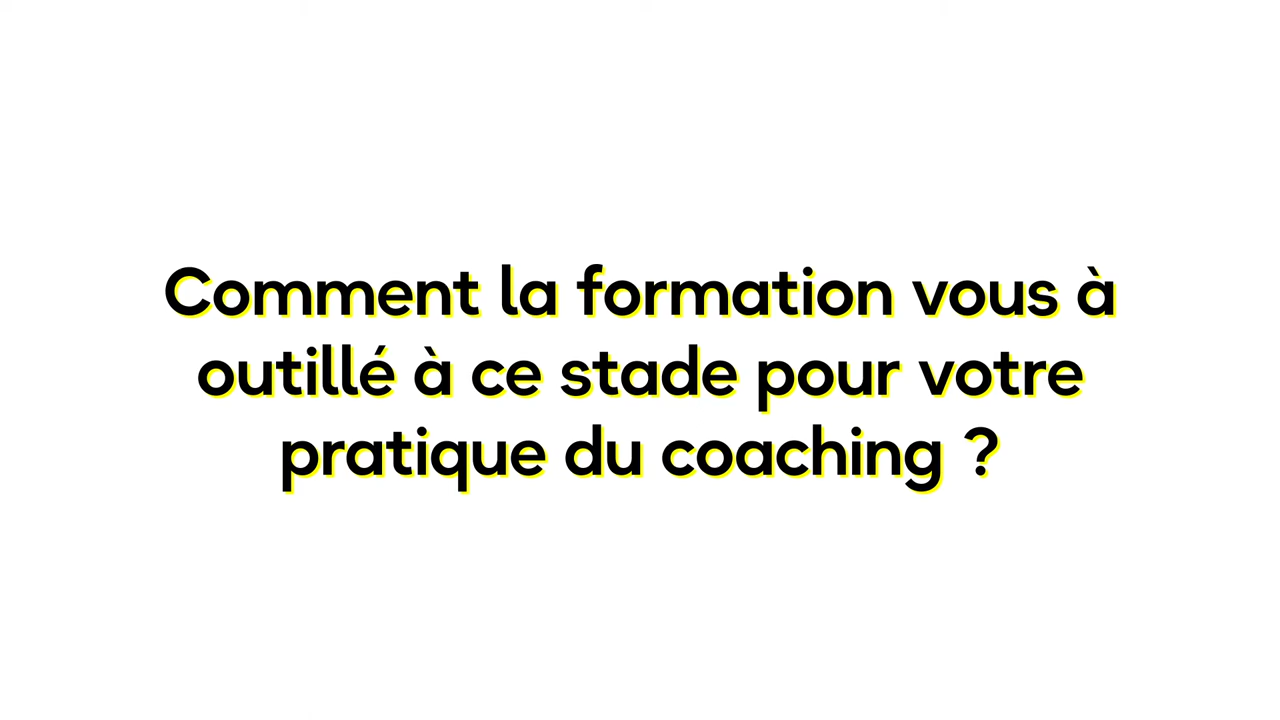 Comment la formation vous à
outillé à ce stade pour votre
pratique du coaching ?